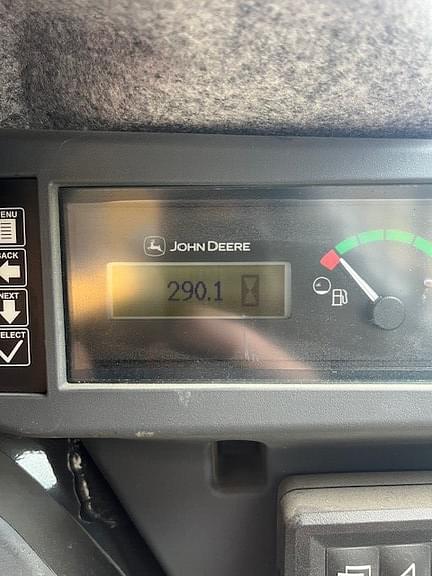 MENU
BACK
NEXT
SELECT
JOHN DEERE
290.1